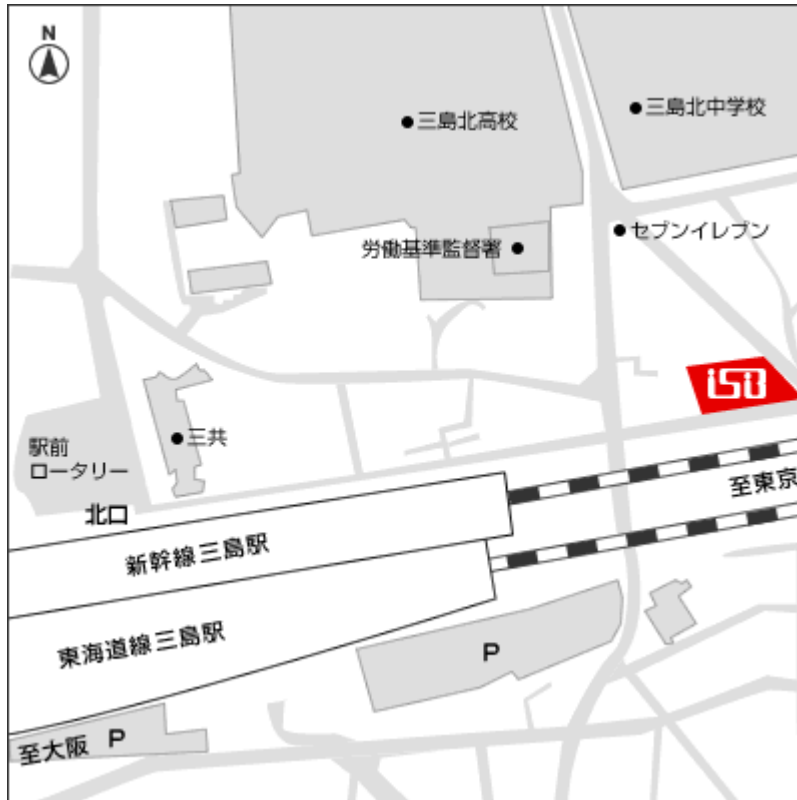 N
三島北高校
三島北中学校
セブンイレブン
労働基準監督署
iSB
三共
駅前
ロータリー
北口
至東京
新幹線三島駅
東海道線三島駅
P
至大阪 P